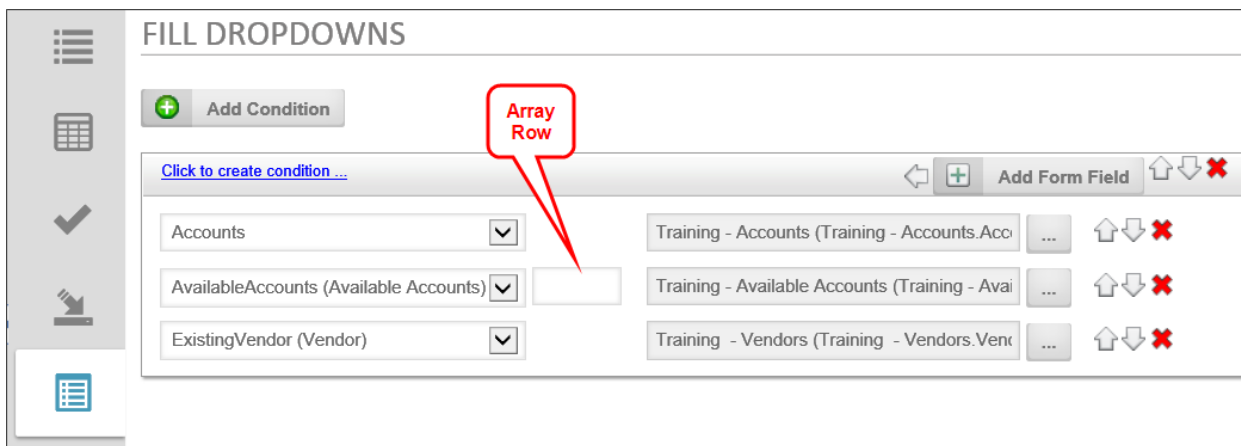 FILL DROPDOWNS
Add Condition
Array
Row
Click to create condition ...
Add Form Field
Accounts
Training - Accounts (Training - Accounts.Acc
...
AvailableAccounts (Available Accounts)
Training - Available Accounts (Training - Avai
...
ExistingVendor (Vendor)
Training - Vendors (Training - Vendors.Ven
...